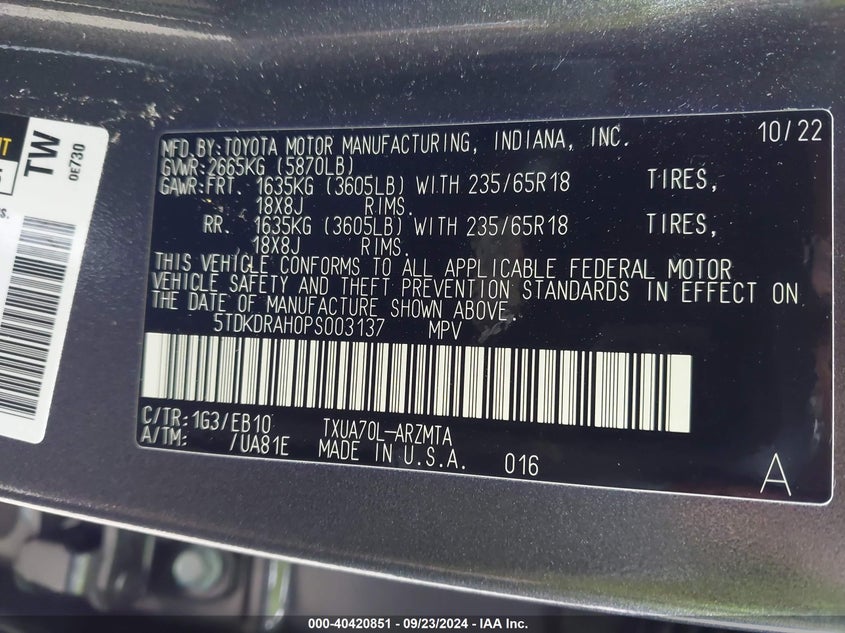 MFD.BY:TOYOTA MOTOR MANUFACTURING, INDIANA, INC. 10/22
GVWR:2665KG (5870LB)
GAWR:FRT. 1635KG (3605LB) WITH 235/65R18 TIRES,
18X8J RIMS.
RR. 1635KG (3605LB) WITH 235/65R18 TIRES,
18X8J RIMS.
THIS VEHICLE CONFORMS TO ALL APPLICABLE FEDERAL MOTOR
VEHICLE SAFETY AND THEFT PREVENTION STANDARDS IN EFFECT ON
THE DATE OF MANUFACTURE SHOWN ABOVE.
5TDKDRAH0PS003137 MPV
C/TR:1G3/EB10 TXUA70L-ARZMTA
A/TM: /UA81E MADE IN U.S.A. 016
A
TW
0E730
000-40420851 - 09/23/2024 - IAA Inc.